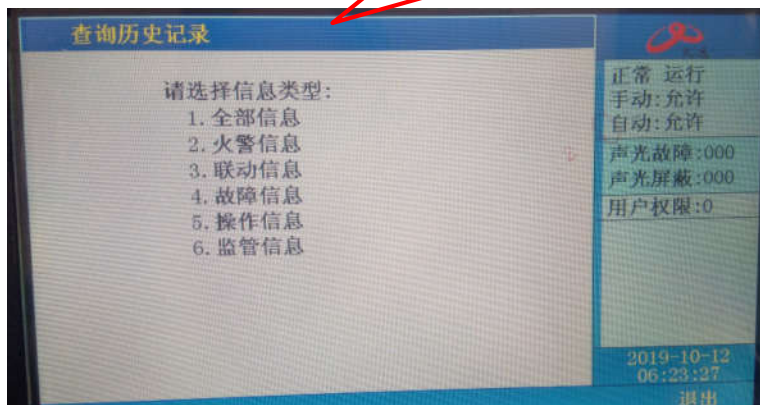 查询历史记录
请选择信息类型:
1.全部信息
2.火警信息
3.联动信息
4.故障信息
5.操作信息
6.监管信息
正常 运行
手动:允许
自动:允许
声光故障:000
声光屏蔽:000
用户权限:0
2019-10-12
06:23:27
退出